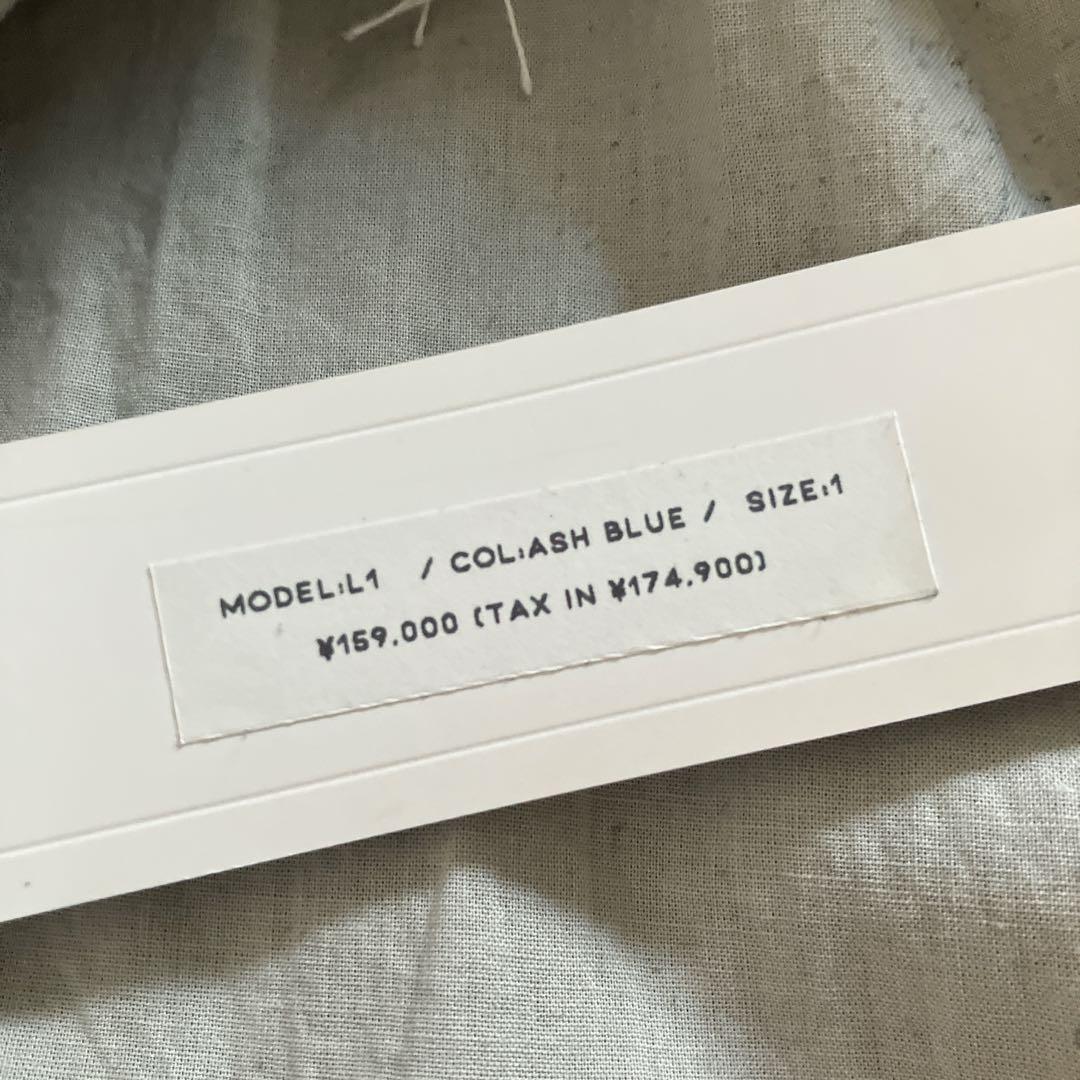 MODEL:L1 / COL:ASH BLUE / SIZE:1
¥159.000 (TAX IN ¥174.900)